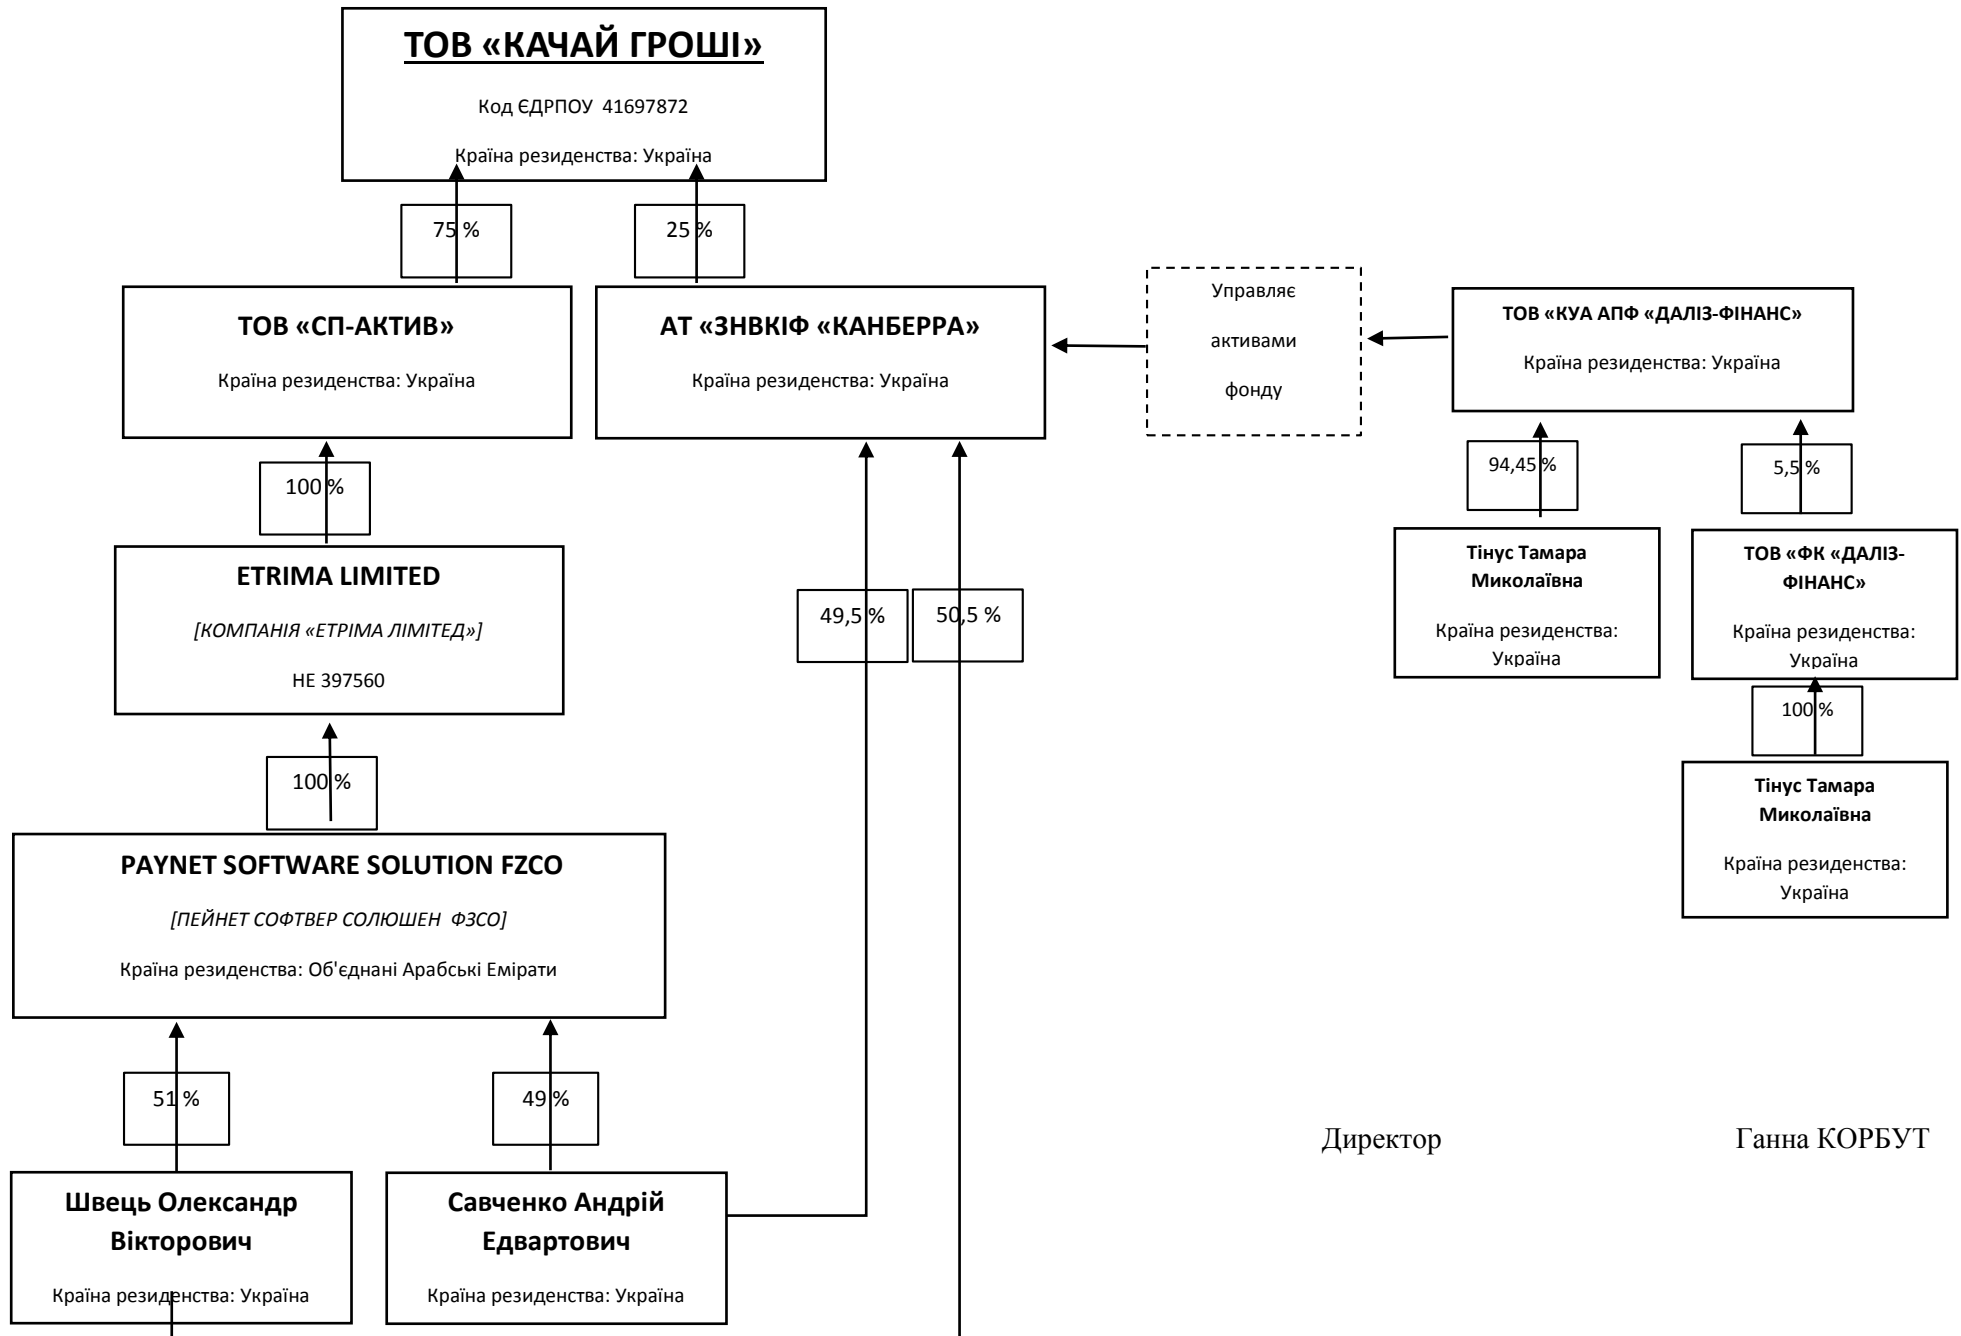 ТОВ «КАЧАЙ ГРОШІ»
Код ЄДРПОУ 41697872
Країна резиденства: Україна
75 %
25 %
ТОВ «СП-АКТИВ»
Країна резиденства: Україна
АТ «ЗНВКІФ «КАНБЕРРА»
Країна резиденства: Україна
Управляє
активами
фонду
ТОВ «КУА АПФ «ДАЛІЗ-ФІНАНС»
Країна резиденства: Україна
100 %
94,45 %
5,5 %
ETRIMA LIMITED
[КОМПАНІЯ «ЕТРІМА ЛІМІТЕД»]
НЕ 397560
49,5 %
50,5 %
Тінус Тамара
Миколаївна
Країна резиденства:
Україна
ТОВ «ФК «ДАЛІЗ-
ФІНАНС»
Країна резиденства:
Україна
100 %
100 %
Тінус Тамара
Миколаївна
Країна резиденства:
Україна
PAYNET SOFTWARE SOLUTION FZCO
[ПЕЙНЕТ СОФТВЕР СОЛЮШЕН ФЗСО]
Країна резиденства: Об'єднані Арабські Емірати
51 %
49 %
Директор
Ганна КОРБУТ
Швець Олександр
Вікторович
Країна резиденства: Україна
Савченко Андрій
Едвартович
Країна резиденства: Україна